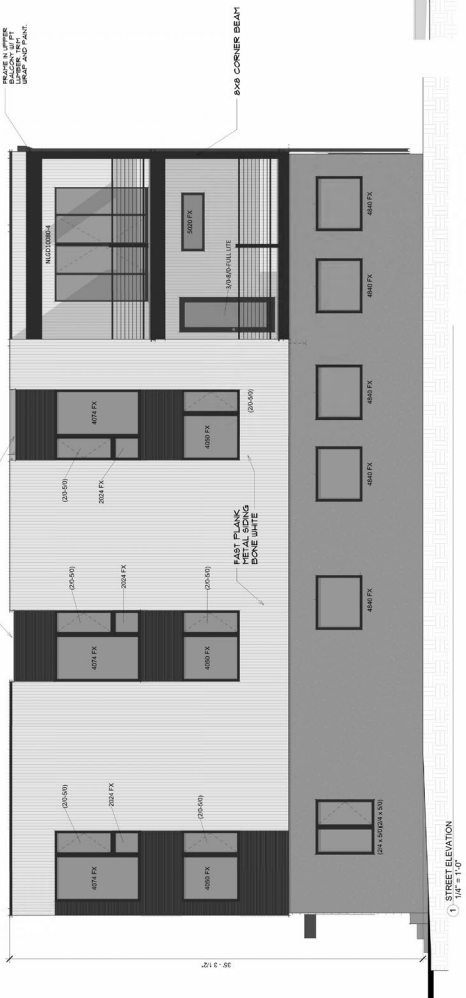 FRAME IN UPPER
BALCONY W/ PT
LUMBER TRIM
WRAP AND PAINT.
8X8 CORNER BEAM
NLGD10080-4
5020 FX
3/0-8/0-FULL LITE
4074 FX
(2/0-5/0)
2024 FX
4050 FX
(2/0-5/0)
(2/0-5/0)
2024 FX
4074 FX
(2/0-5/0)
4050 FX
(2/0-5/0)
2024 FX
4074 FX
(2/0-5/0)
4050 FX
FAST PLANK
METAL SIDING
BONE WHITE
4840 FX
4840 FX
4840 FX
4840 FX
4840 FX
(2/4 x 5/0)(2/4 x 5/0)
35' - 3 1/2"
1 STREET ELEVATION
1/4" = 1'-0"